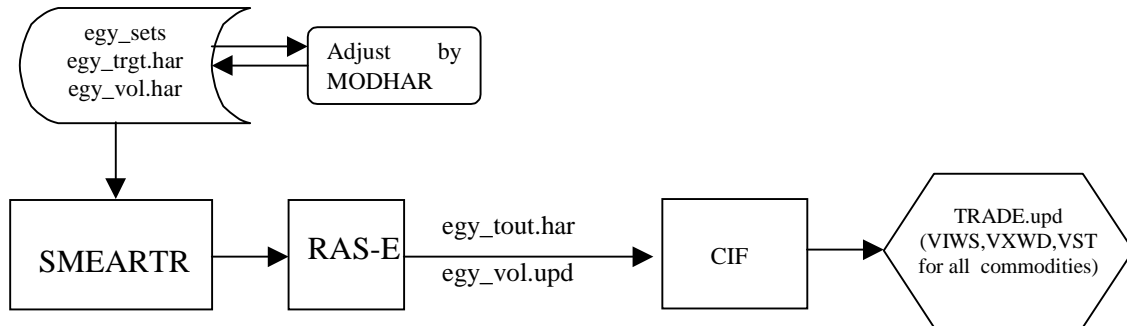 egy_sets
egy_trgt.har
egy_vol.har
Adjust by
MODHAR
SMEARTR
RAS-E
egy_tout.har
egy_vol.upd
CIF
TRADE.upd
(VIWS,VXWD,VST
for all commodities)